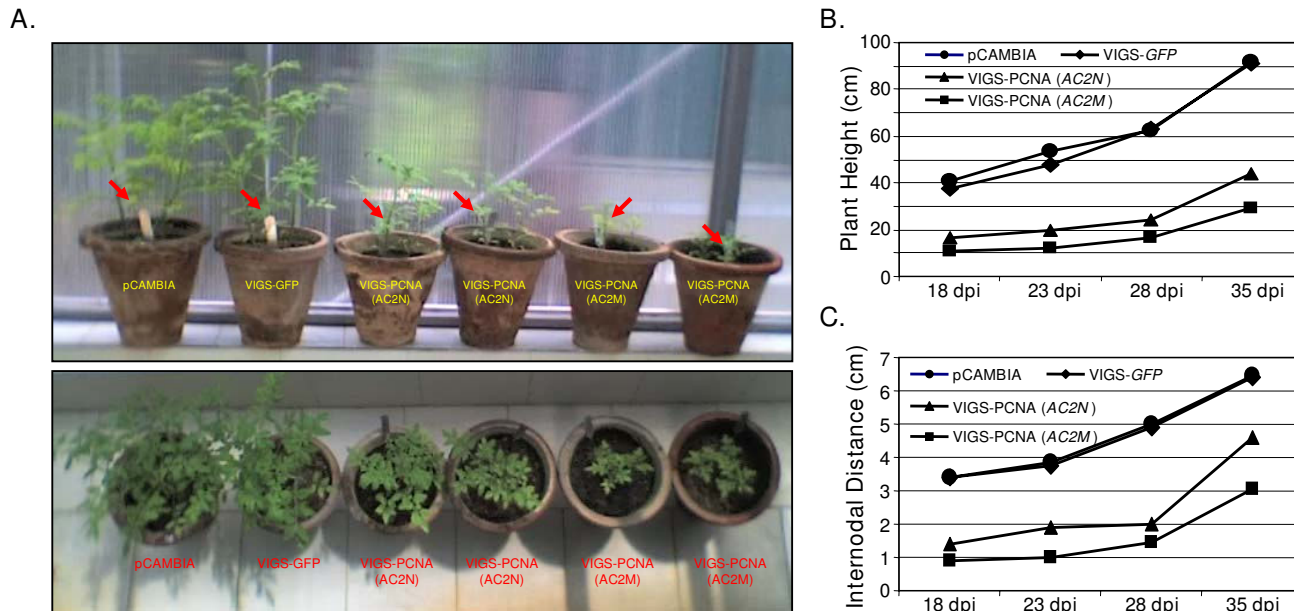 A.
pCAMBIA
VIGS-GFP
VIGS-PCNA
(AC2N)
VIGS-PCNA
(AC2N)
VIGS-PCNA
(AC2M)
VIGS-PCNA
(AC2M)
pCAMBIA
VIGS-GFP
VIGS-PCNA
(AC2N)
VIGS-PCNA
(AC2N)
VIGS-PCNA
(AC2M)
VIGS-PCNA
(AC2M)
B.
Plant Height (cm)
100
80
60
40
20
0
pCAMBIA
VIGS-GFP
VIGS-PCNA (AC2N)
VIGS-PCNA (AC2M)
18 dpi
23 dpi
28 dpi
35 dpi
C.
Internodal Distance (cm)
7
6
5
4
3
2
1
0
pCAMBIA
VIGS-GFP
VIGS-PCNA (AC2N)
VIGS-PCNA (AC2M)
18 dpi
23 dpi
28 dpi
35 dpi